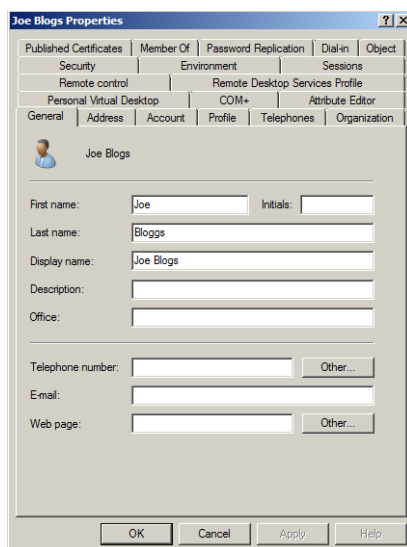 Joe Blogs Properties
Published Certificates Member Of Password Replication Dial-in Object
Security Environment Sessions
Remote control Remote Desktop Services Profile
Personal Virtual Desktop COM+ Attribute Editor
General Address Account Profile Telephones Organization
Joe Blogs
First name: Joe Initials:
Last name: Bloggs
Display name: Joe Blogs
Description:
Office:
Telephone number: Other...
E-mail:
Web page: Other...
OK Cancel Apply Help